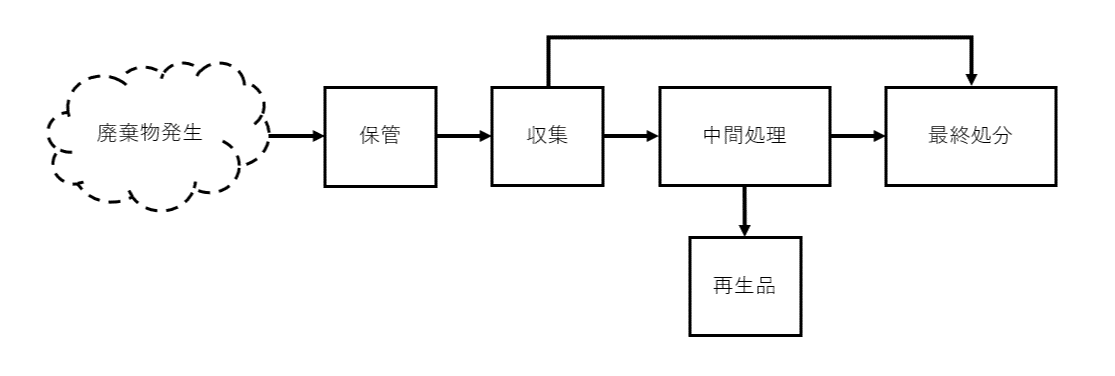 廃棄物発生
保管
収集
中間処理
最終処分
再生品